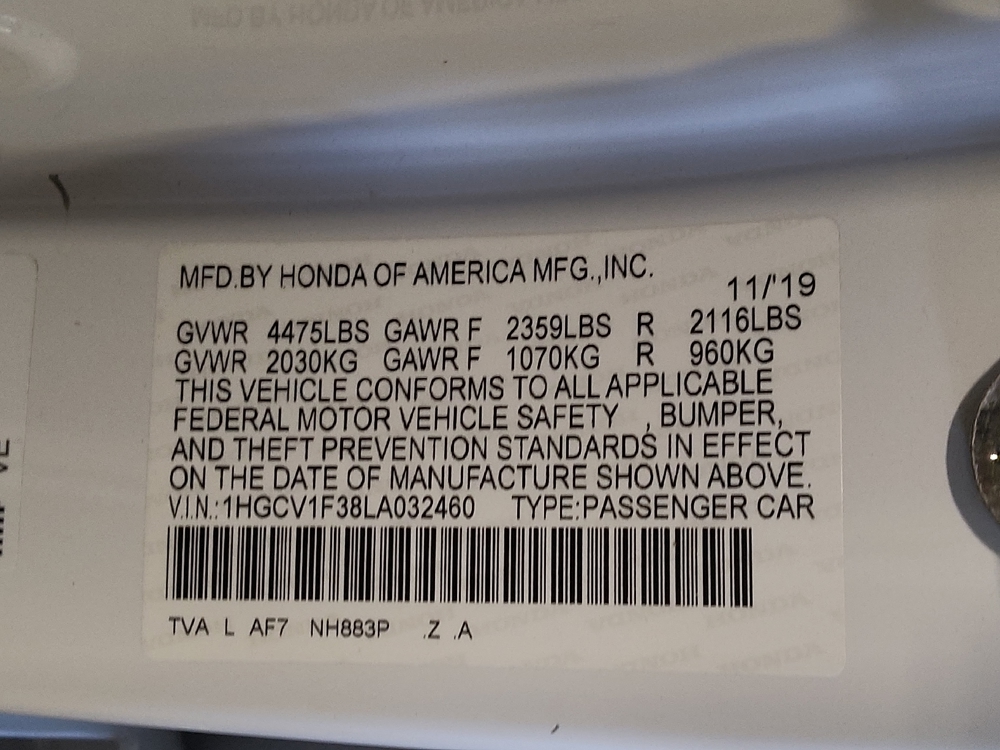 MFD.BY HONDA OF AMERICA MFG.,INC.
11/'19
GVWR 4475LBS GAWR F 2359LBS R 2116LBS
GVWR 2030KG GAWR F 1070KG R 960KG
THIS VEHICLE CONFORMS TO ALL APPLICABLE
FEDERAL MOTOR VEHICLE SAFETY , BUMPER,
AND THEFT PREVENTION STANDARDS IN EFFECT
ON THE DATE OF MANUFACTURE SHOWN ABOVE.
V.I.N.:1HGCV1F38LA032460 TYPE:PASSENGER CAR
TVA L AF7 NH883P .Z .A